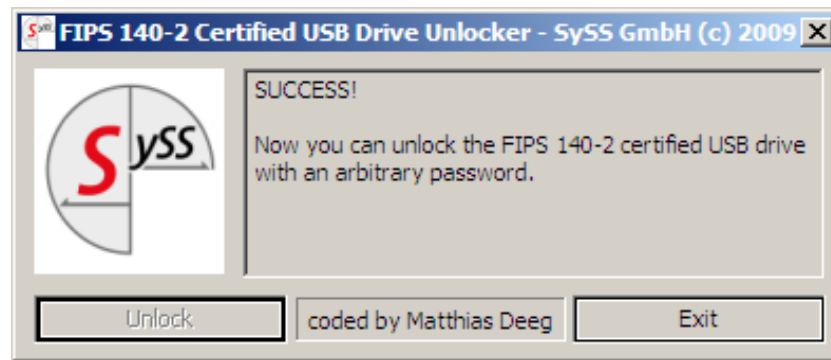 FIPS 140-2 Certified USB Drive Unlocker - SySS GmbH (c) 2009
SySS
SUCCESS!
Now you can unlock the FIPS 140-2 certified USB drive
with an arbitrary password.
Unlock
coded by Matthias Deeg
Exit